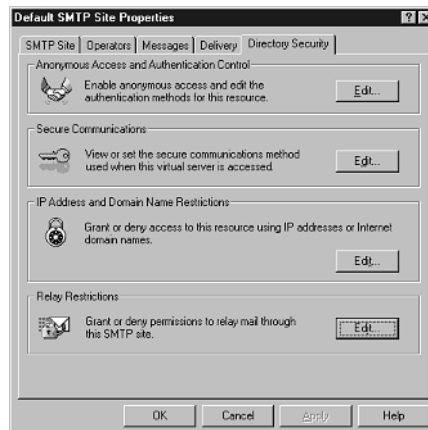 Default SMTP Site Properties
SMTP Site Operators Messages Delivery Directory Security
Anonymous Access and Authentication Control
Enable anonymous access and edit the
authentication methods for this resource.
Edit...
Secure Communications
View or set the secure communications method
used when this virtual server is accessed.
Edit...
IP Address and Domain Name Restrictions
Grant or deny access to this resource using IP addresses or Internet
domain names.
Edit...
Relay Restrictions
Grant or deny permissions to relay mail through
this SMTP site.
Edit...
OK Cancel Apply Help